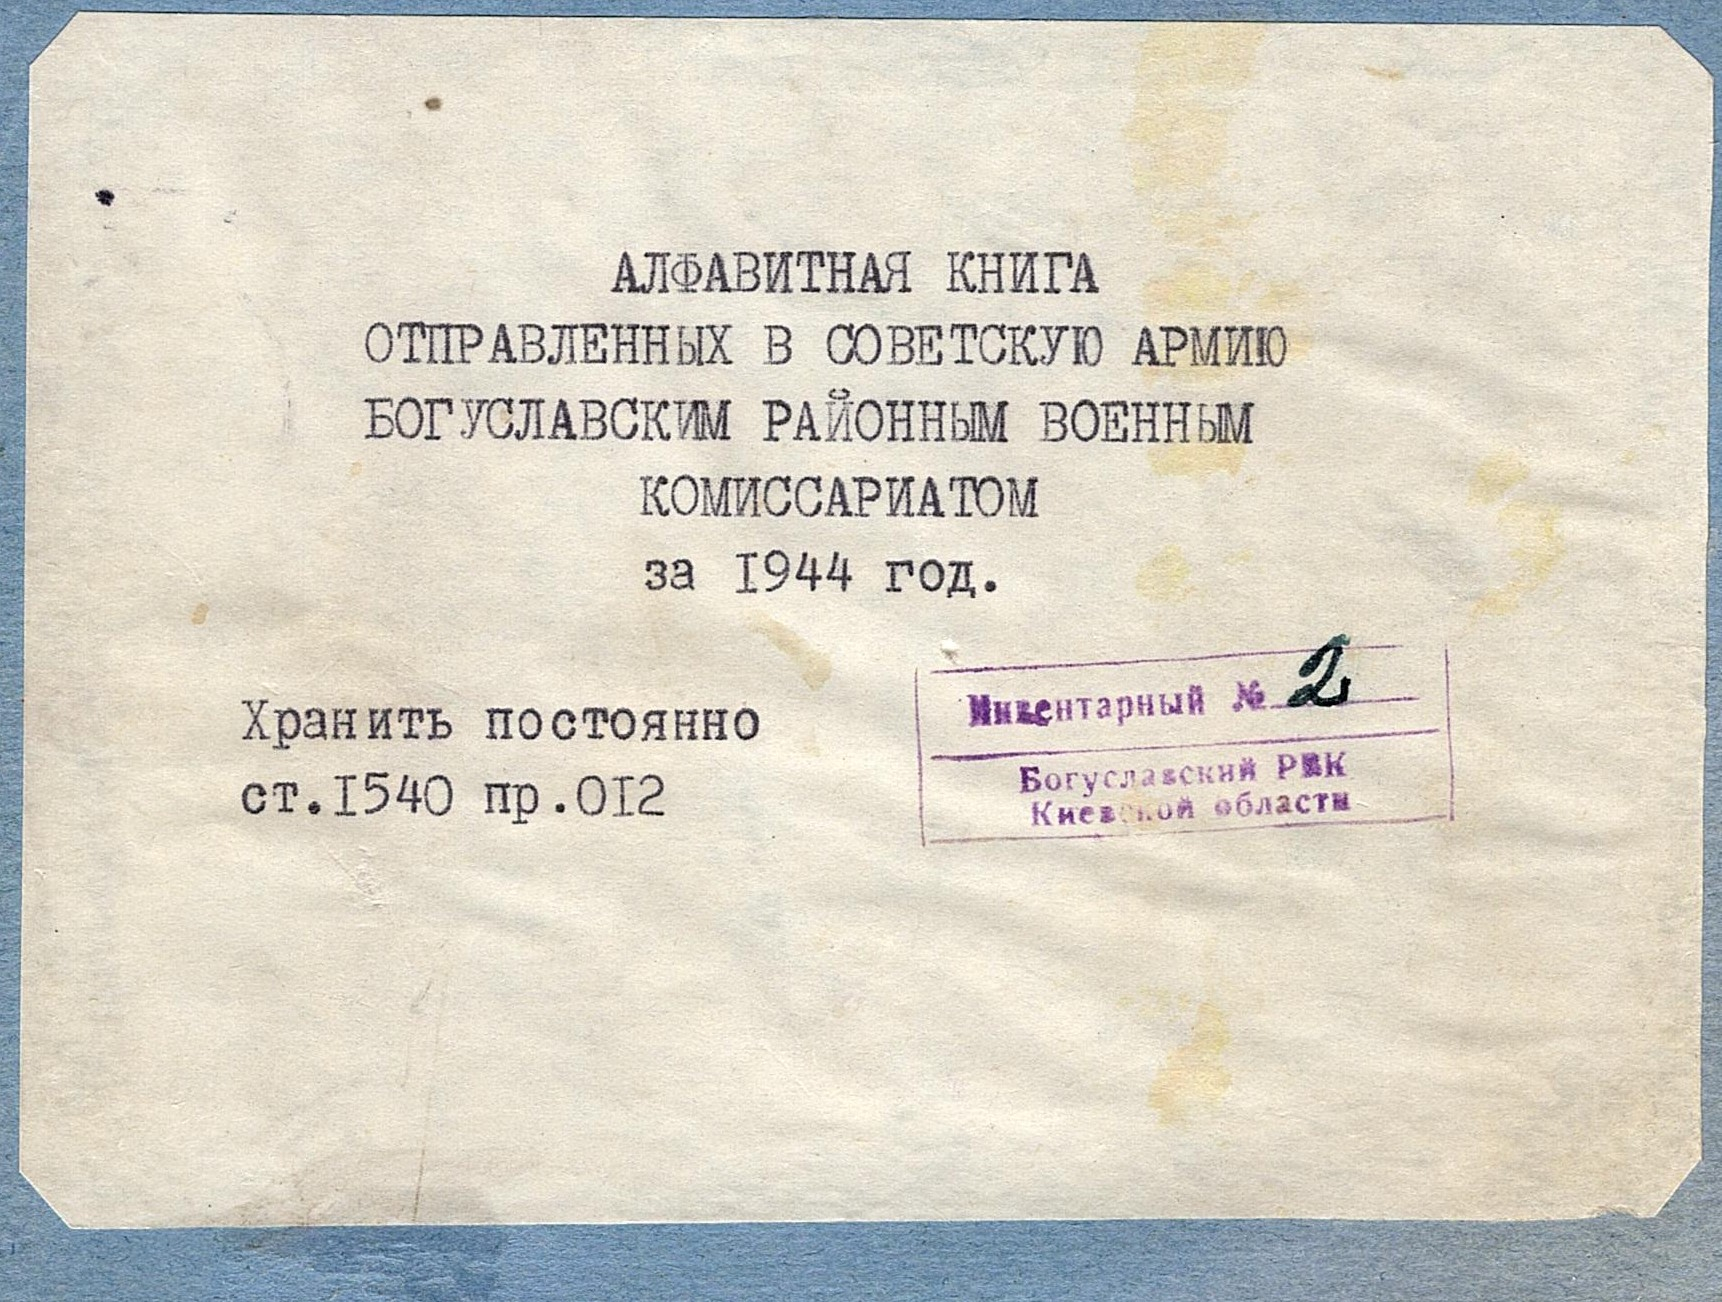 АЛФАВИТНАЯ КНИГА
ОТПРАВЛЕННЫХ В СОВЕТСКУЮ АРМИЮ
БОГУСЛАВСКИМ РАЙОННЫМ ВОЕННЫМ
КОМИССАРИАТОМ
за 1944 год.
Хранить постоянно
ст.1540 пр.012
Инвентарный № 2
Богуславский РВК
Киевской области